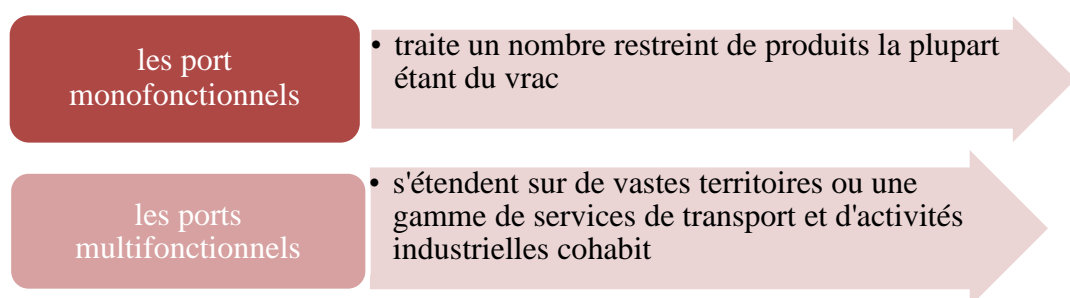 les port
monofonctionnels
• traite un nombre restreint de produits la plupart
étant du vrac
les ports
multifonctionnels
• s'étendent sur de vastes territoires ou une
gamme de services de transport et d'activités
industrielles cohabit